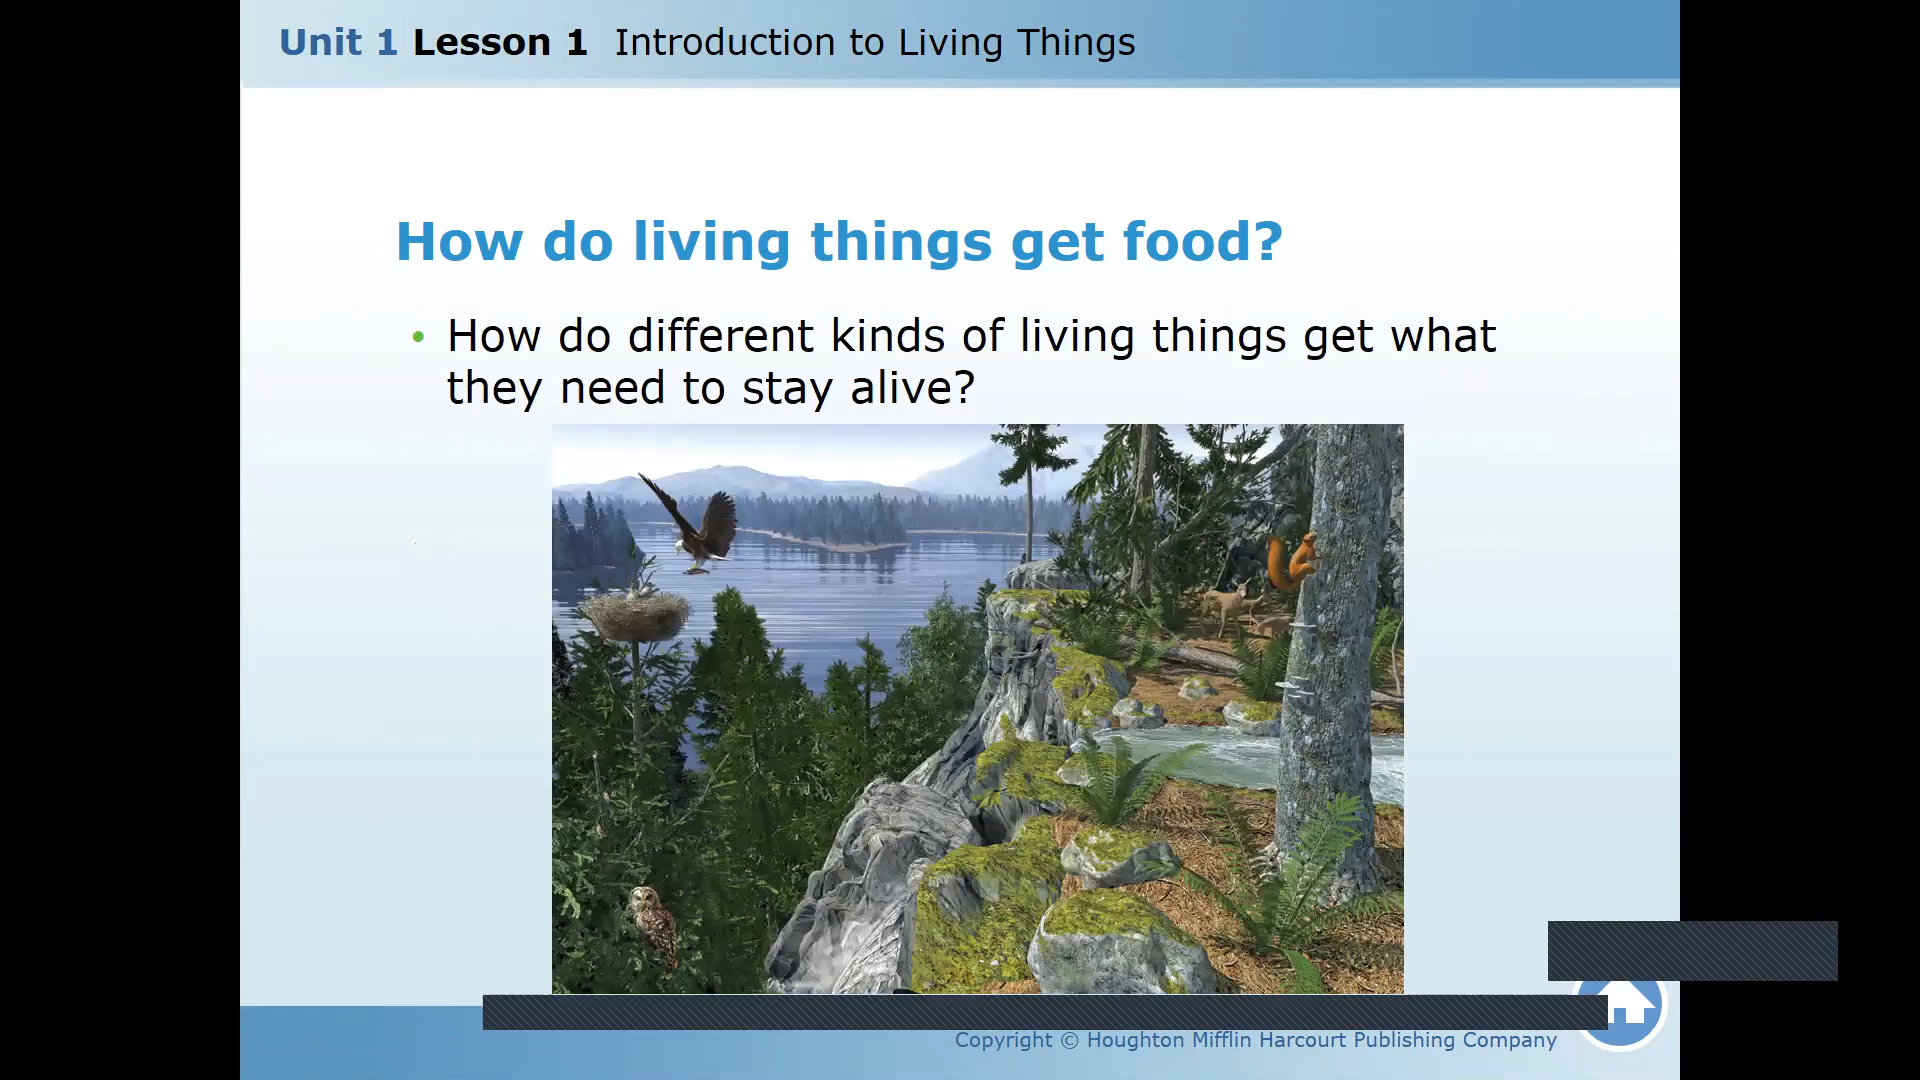 Unit 1 Lesson 1 Introduction to Living Things
How do living things get food?
• How do different kinds of living things get what
they need to stay alive?
Copyright © Houghton Mifflin Harcourt Publishing Company